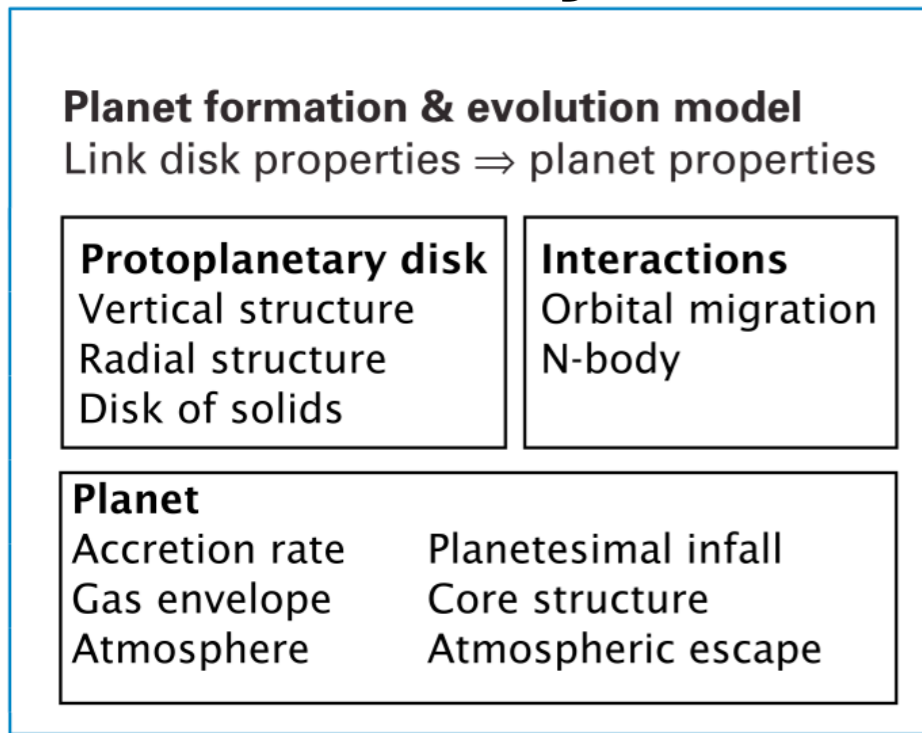 Planet formation & evolution model
Link disk properties ⇒ planet properties
Protoplanetary disk
Vertical structure
Radial structure
Disk of solids
Interactions
Orbital migration
N-body
Planet
Accretion rate
Gas envelope
Atmosphere
Planetesimal infall
Core structure
Atmospheric escape